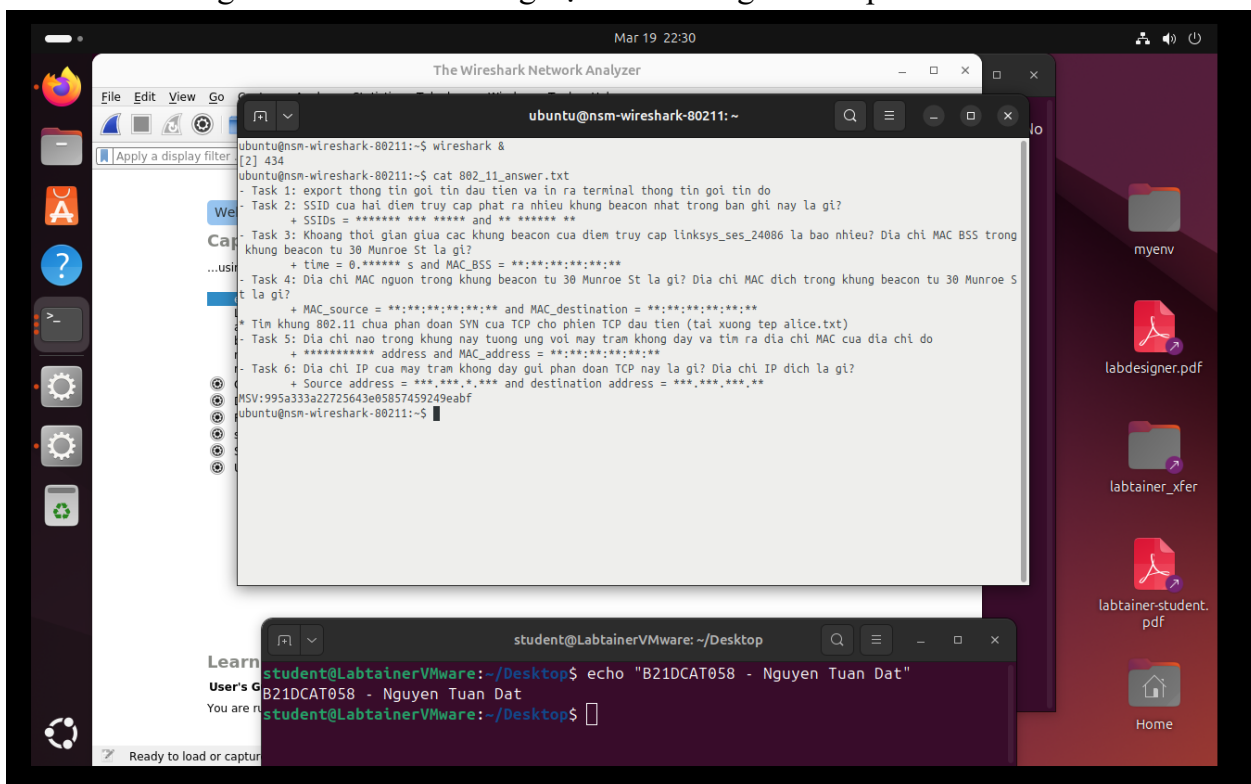 Mar 19 22:30
The Wireshark Network Analyzer
File Edit View Go
Apply a display filter
ubuntu@nsm-wireshark-80211: ~
ubuntu@nsm-wireshark-80211:~$ wireshark &
[2] 434
ubuntu@nsm-wireshark-80211:~$ cat 802_11_answer.txt
- Task 1: export thong tin goi tin dau tien va in ra terminal thong tin goi tin do
- Task 2: SSID cua hai diem truy cap phat ra nhieu khung beacon nhat trong ban ghi nay la gi?
+ SSIDs = ******* *** ***** and ** ****** **
- Task 3: Khoang thoi gian giua cac khung beacon cua diem truy cap linksys_ses_24086 la bao nhieu? Dia chi MAC BSS trong
khung beacon tu 30 Munroe St la gi?
+ time = 0.****** s and MAC_BSS = **:**:**:**:**:**
- Task 4: Dia chi MAC nguon trong khung beacon tu 30 Munroe St la gi? Dia chi MAC dich trong khung beacon tu 30 Munroe S
t la gi?
+ MAC_source = **:**:**:**:**:** and MAC_destination = **:**:**:**:**:**
* Tim khung 802.11 chua phan doan SYN cua TCP cho phien TCP dau tien (tai xuong tep alice.txt)
- Task 5: Dia chi nao trong khung nay tuong ung voi may tram khong day va tim ra dia chi MAC cua dia chi do
+ *********** address and MAC_address = **:**:**:**:**:**
- Task 6: Dia chi IP cua may tram khong day gui phan doan TCP nay la gi? Dia chi IP dich la gi?
+ Source address = ***.***.*.*** and destination address = ***.***.***.**
MSV:995a333a22725643e05857459249eabf
ubuntu@nsm-wireshark-80211:~$
Learn
User's G
You are ru
Ready to load or captur
student@LabtainerVMware: ~/Desktop
student@LabtainerVMware:~/Desktop$ echo "B21DCAT058 - Nguyen Tuan Dat"
B21DCAT058 - Nguyen Tuan Dat
student@LabtainerVMware:~/Desktop$
myenv
labdesigner.pdf
labtainer_xfer
labtainer-student.
pdf
Home